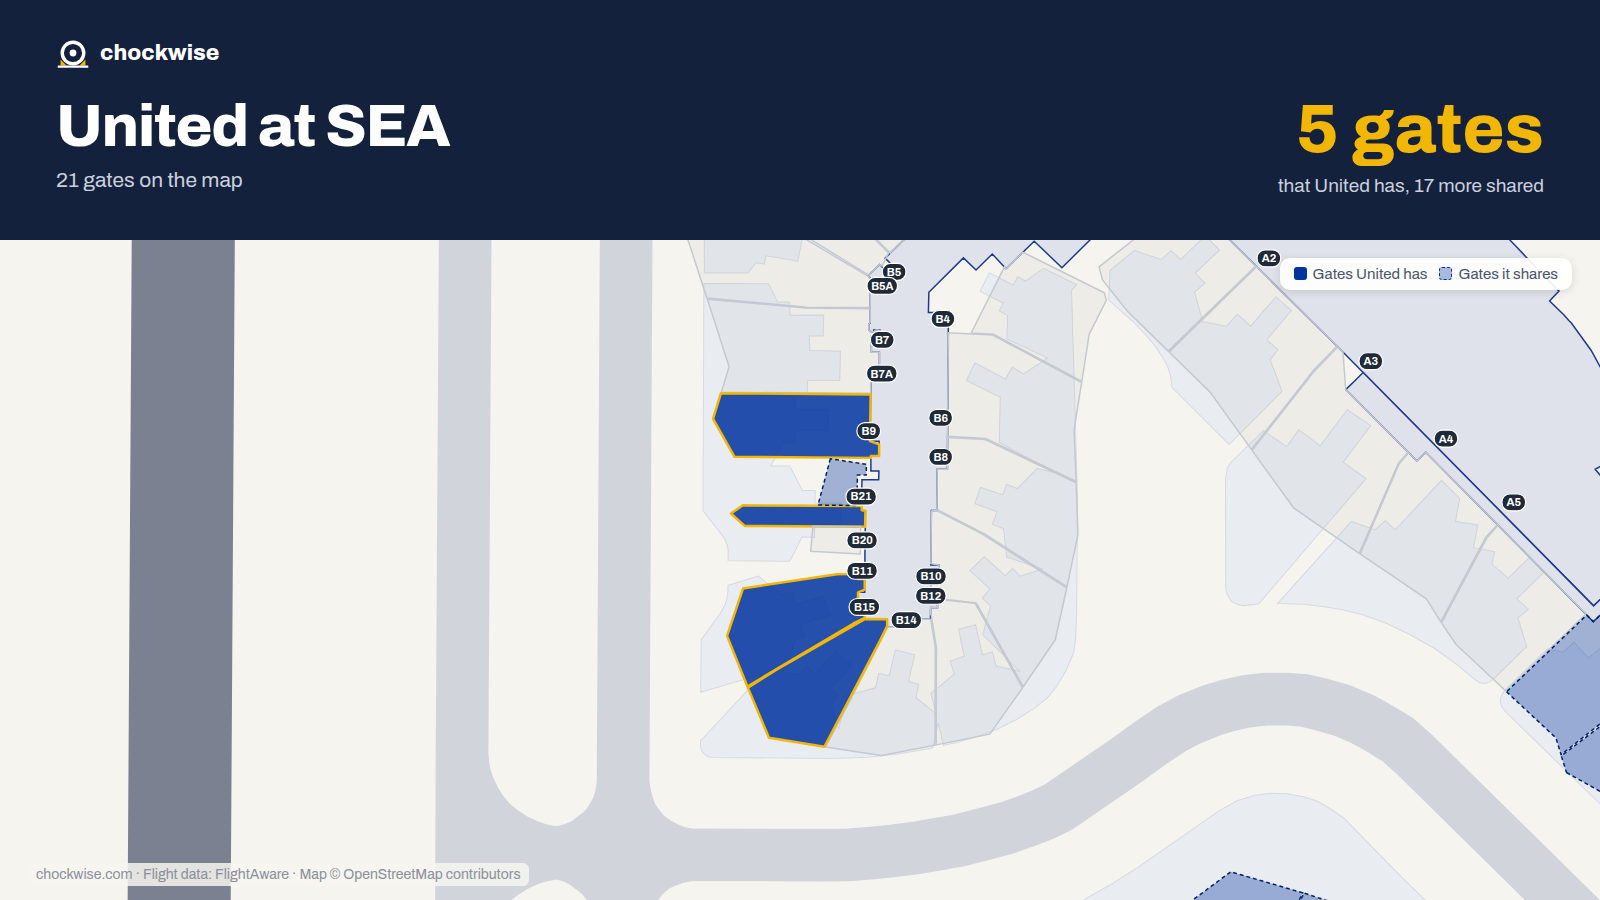 chockwise
United at SEA
21 gates on the map
5 gates
that United has, 17 more shared
A2
Gates United has
Gates it shares
B5
B5A
B4
B7
A3
B7A
B6
B9
A4
B8
B21
A5
B20
B11
B10
B12
B15
B14
chockwise.com · Flight data: FlightAware · Map © OpenStreetMap contributors